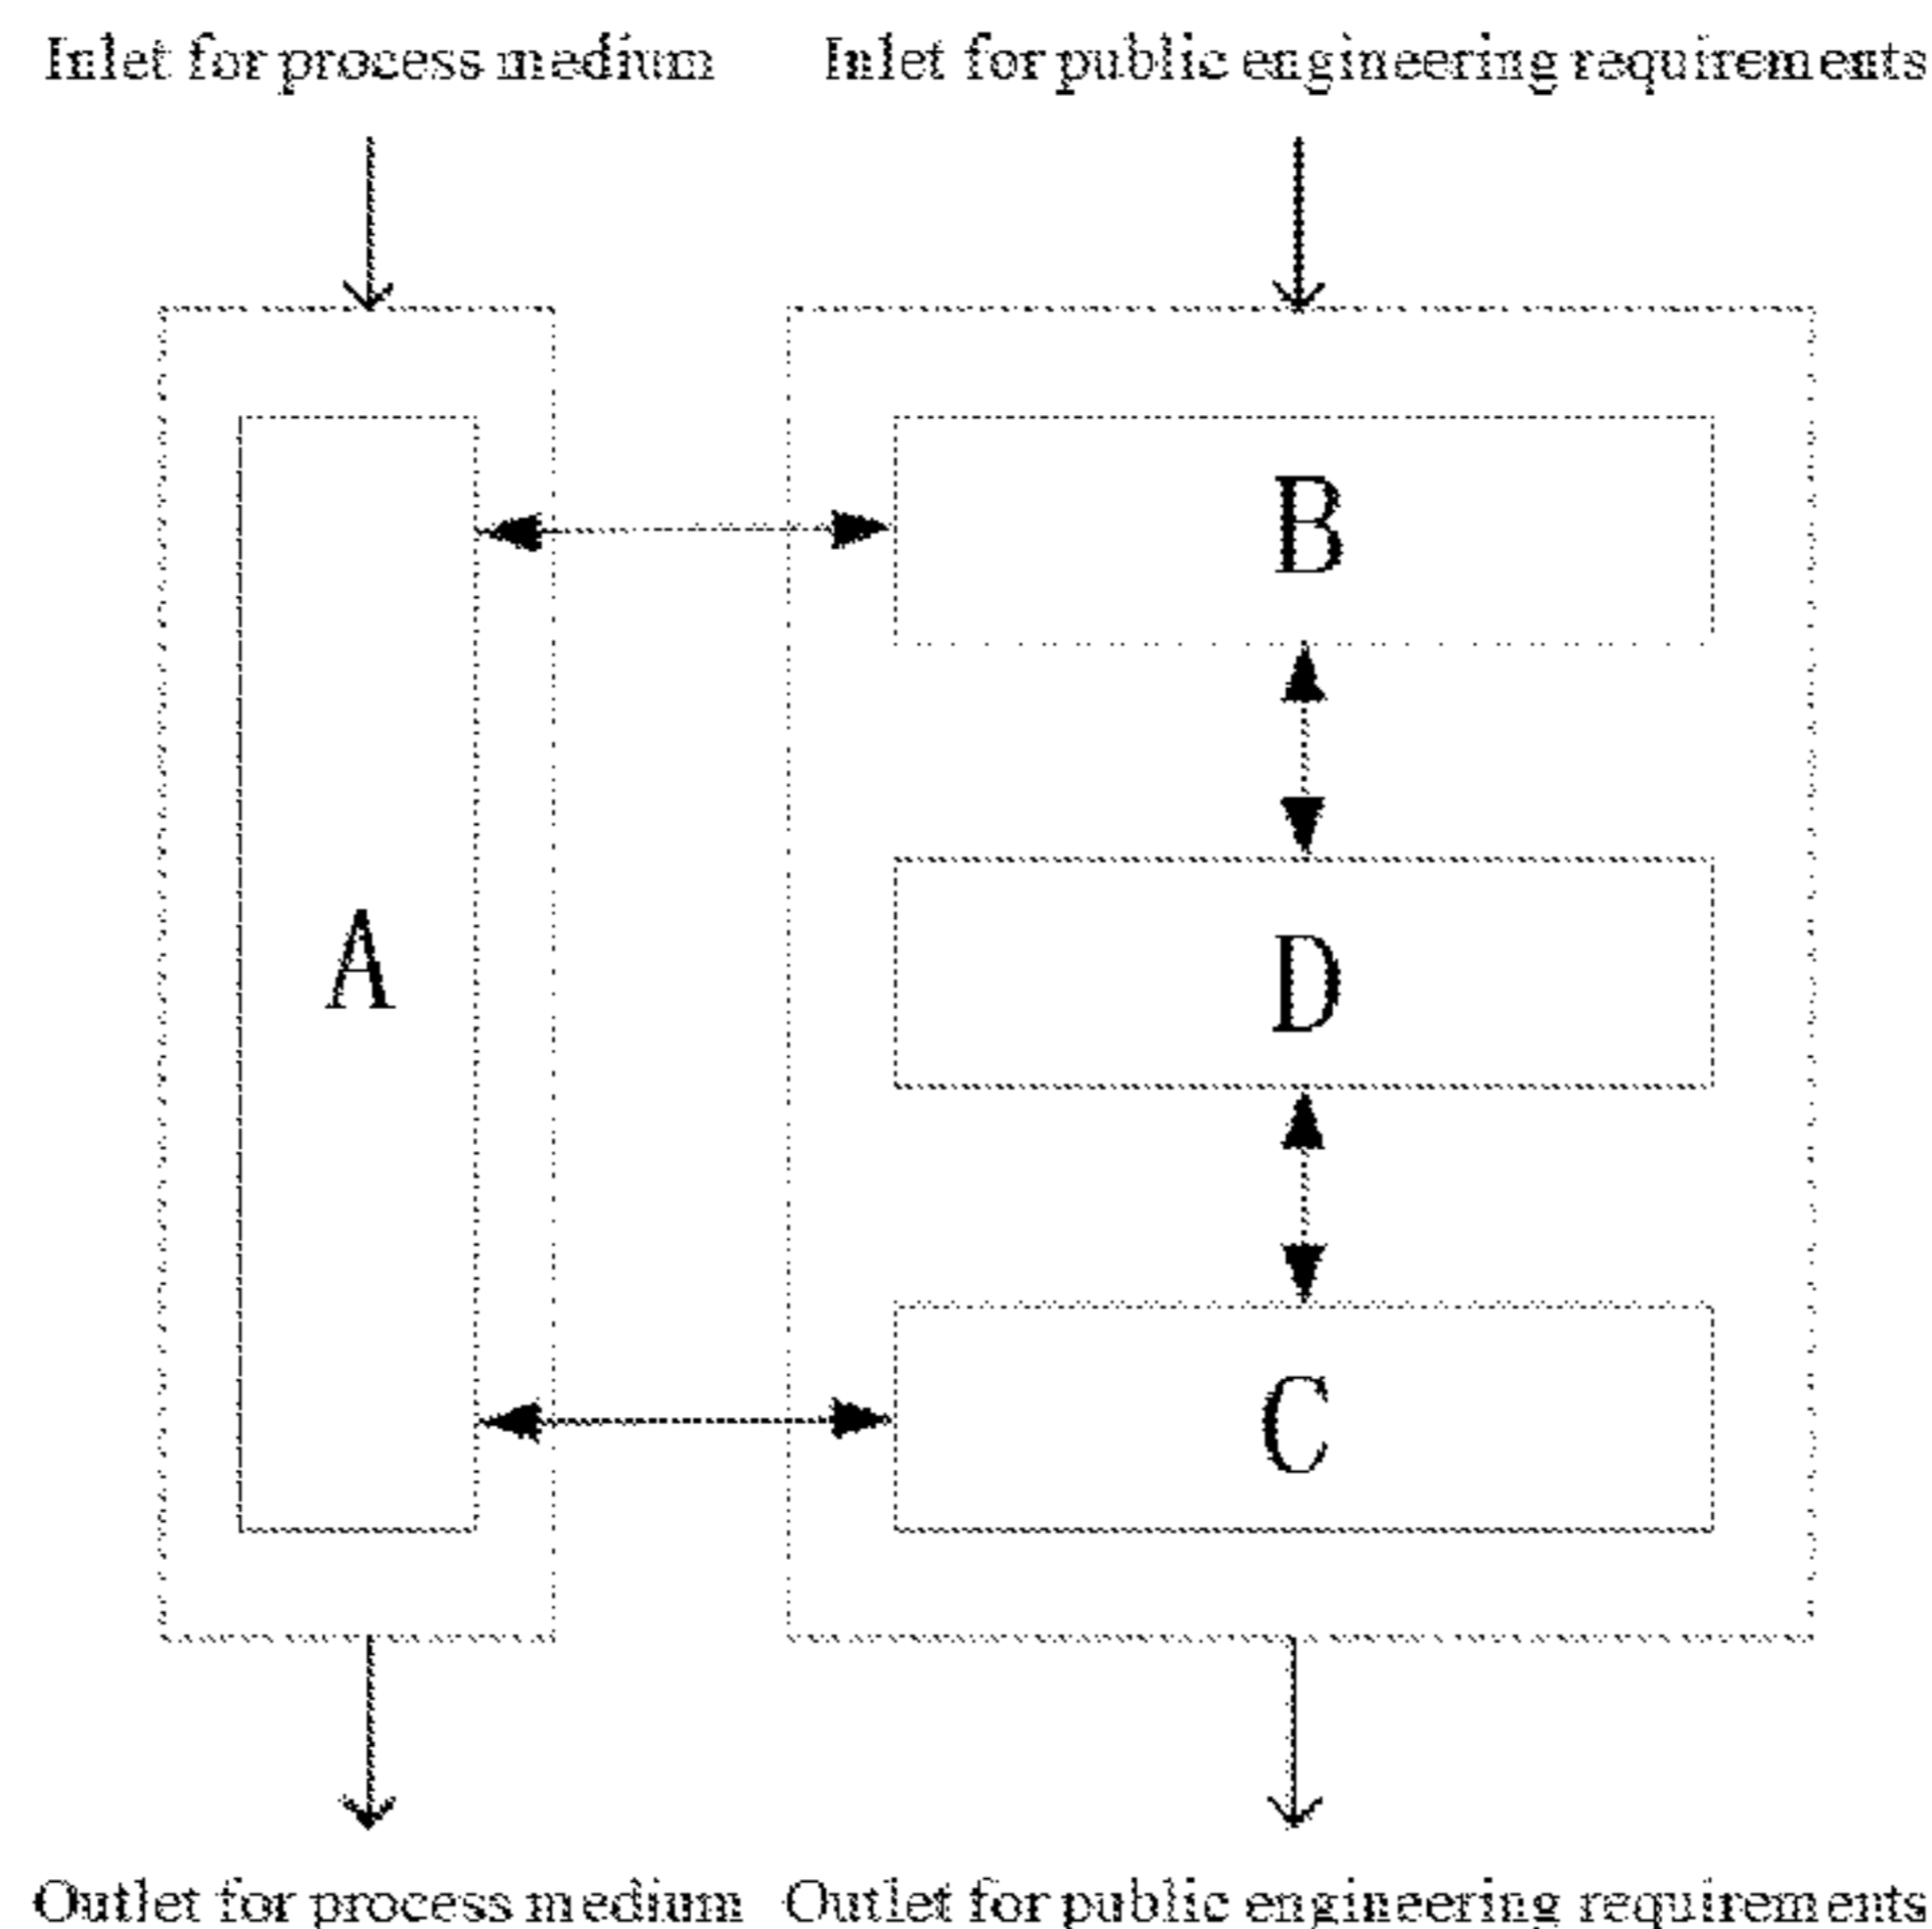 Inlet for process medium
Inlet for public engineering requirements
B
A
D
C
Outlet for process medium
Outlet for public engineering requirements